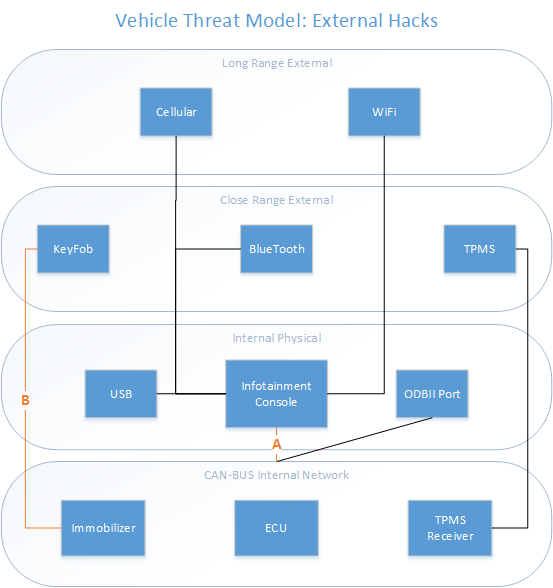 Vehicle Threat Model: External Hacks
Long Range External
Cellular
WiFi
Close Range External
KeyFob
BlueTooth
TPMS
Internal Physical
USB
Infotainment
Console
ODBII Port
B
A
CAN-BUS Internal Network
Immobilizer
ECU
TPMS
Receiver